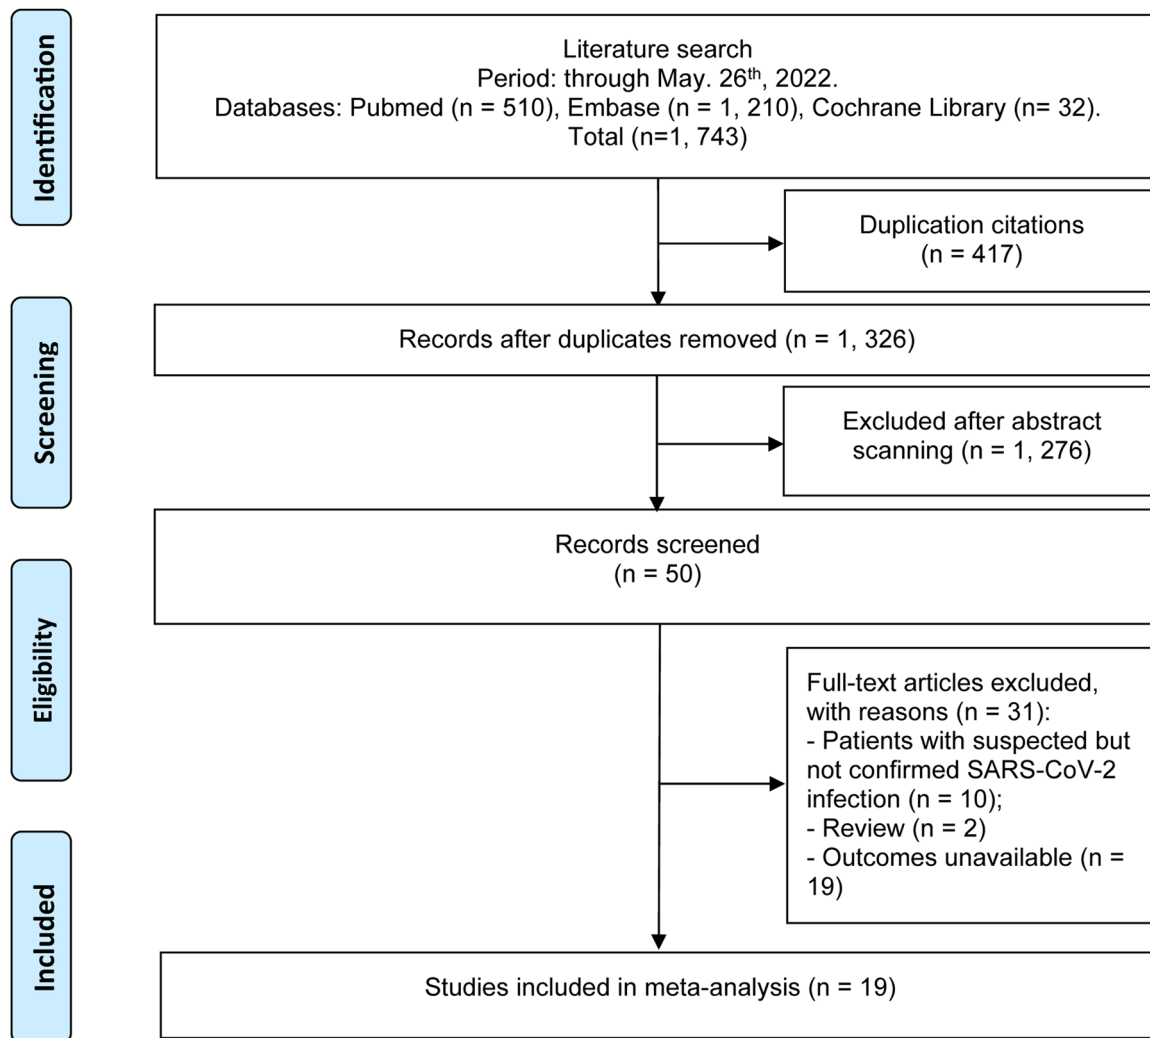 Identification
Literature search
Period: through May. 26th, 2022.
Databases: Pubmed (n = 510), Embase (n = 1, 210), Cochrane Library (n= 32).
Total (n=1, 743)
Duplication citations
(n = 417)
Screening
Records after duplicates removed (n = 1, 326)
Excluded after abstract
scanning (n = 1, 276)
Records screened
(n = 50)
Eligibility
Full-text articles excluded,
with reasons (n = 31):
- Patients with suspected but
not confirmed SARS-CoV-2
infection (n = 10);
- Review (n = 2)
- Outcomes unavailable (n =
19)
Included
Studies included in meta-analysis (n = 19)